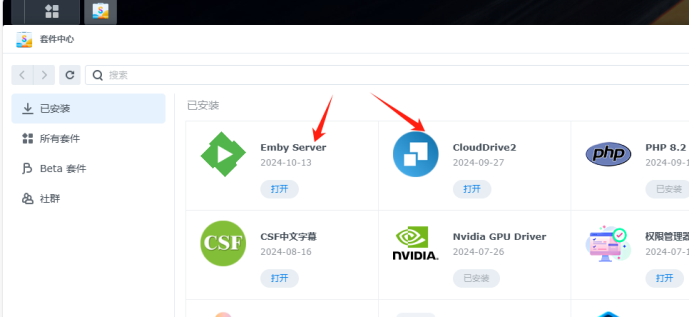 套件中心
搜索
已安装
所有套件
Beta 套件
社群
已安装
Emby Server
2024-10-13
打开
CloudDrive2
2024-09-27
打开
php
PHP 8.2
2024-09-1
已安装
CSF
CSF中文字幕
2024-08-16
打开
NVIDIA.
Nvidia GPU Driver
2024-07-26
已安装
权限管理器
2024-07-1
打开